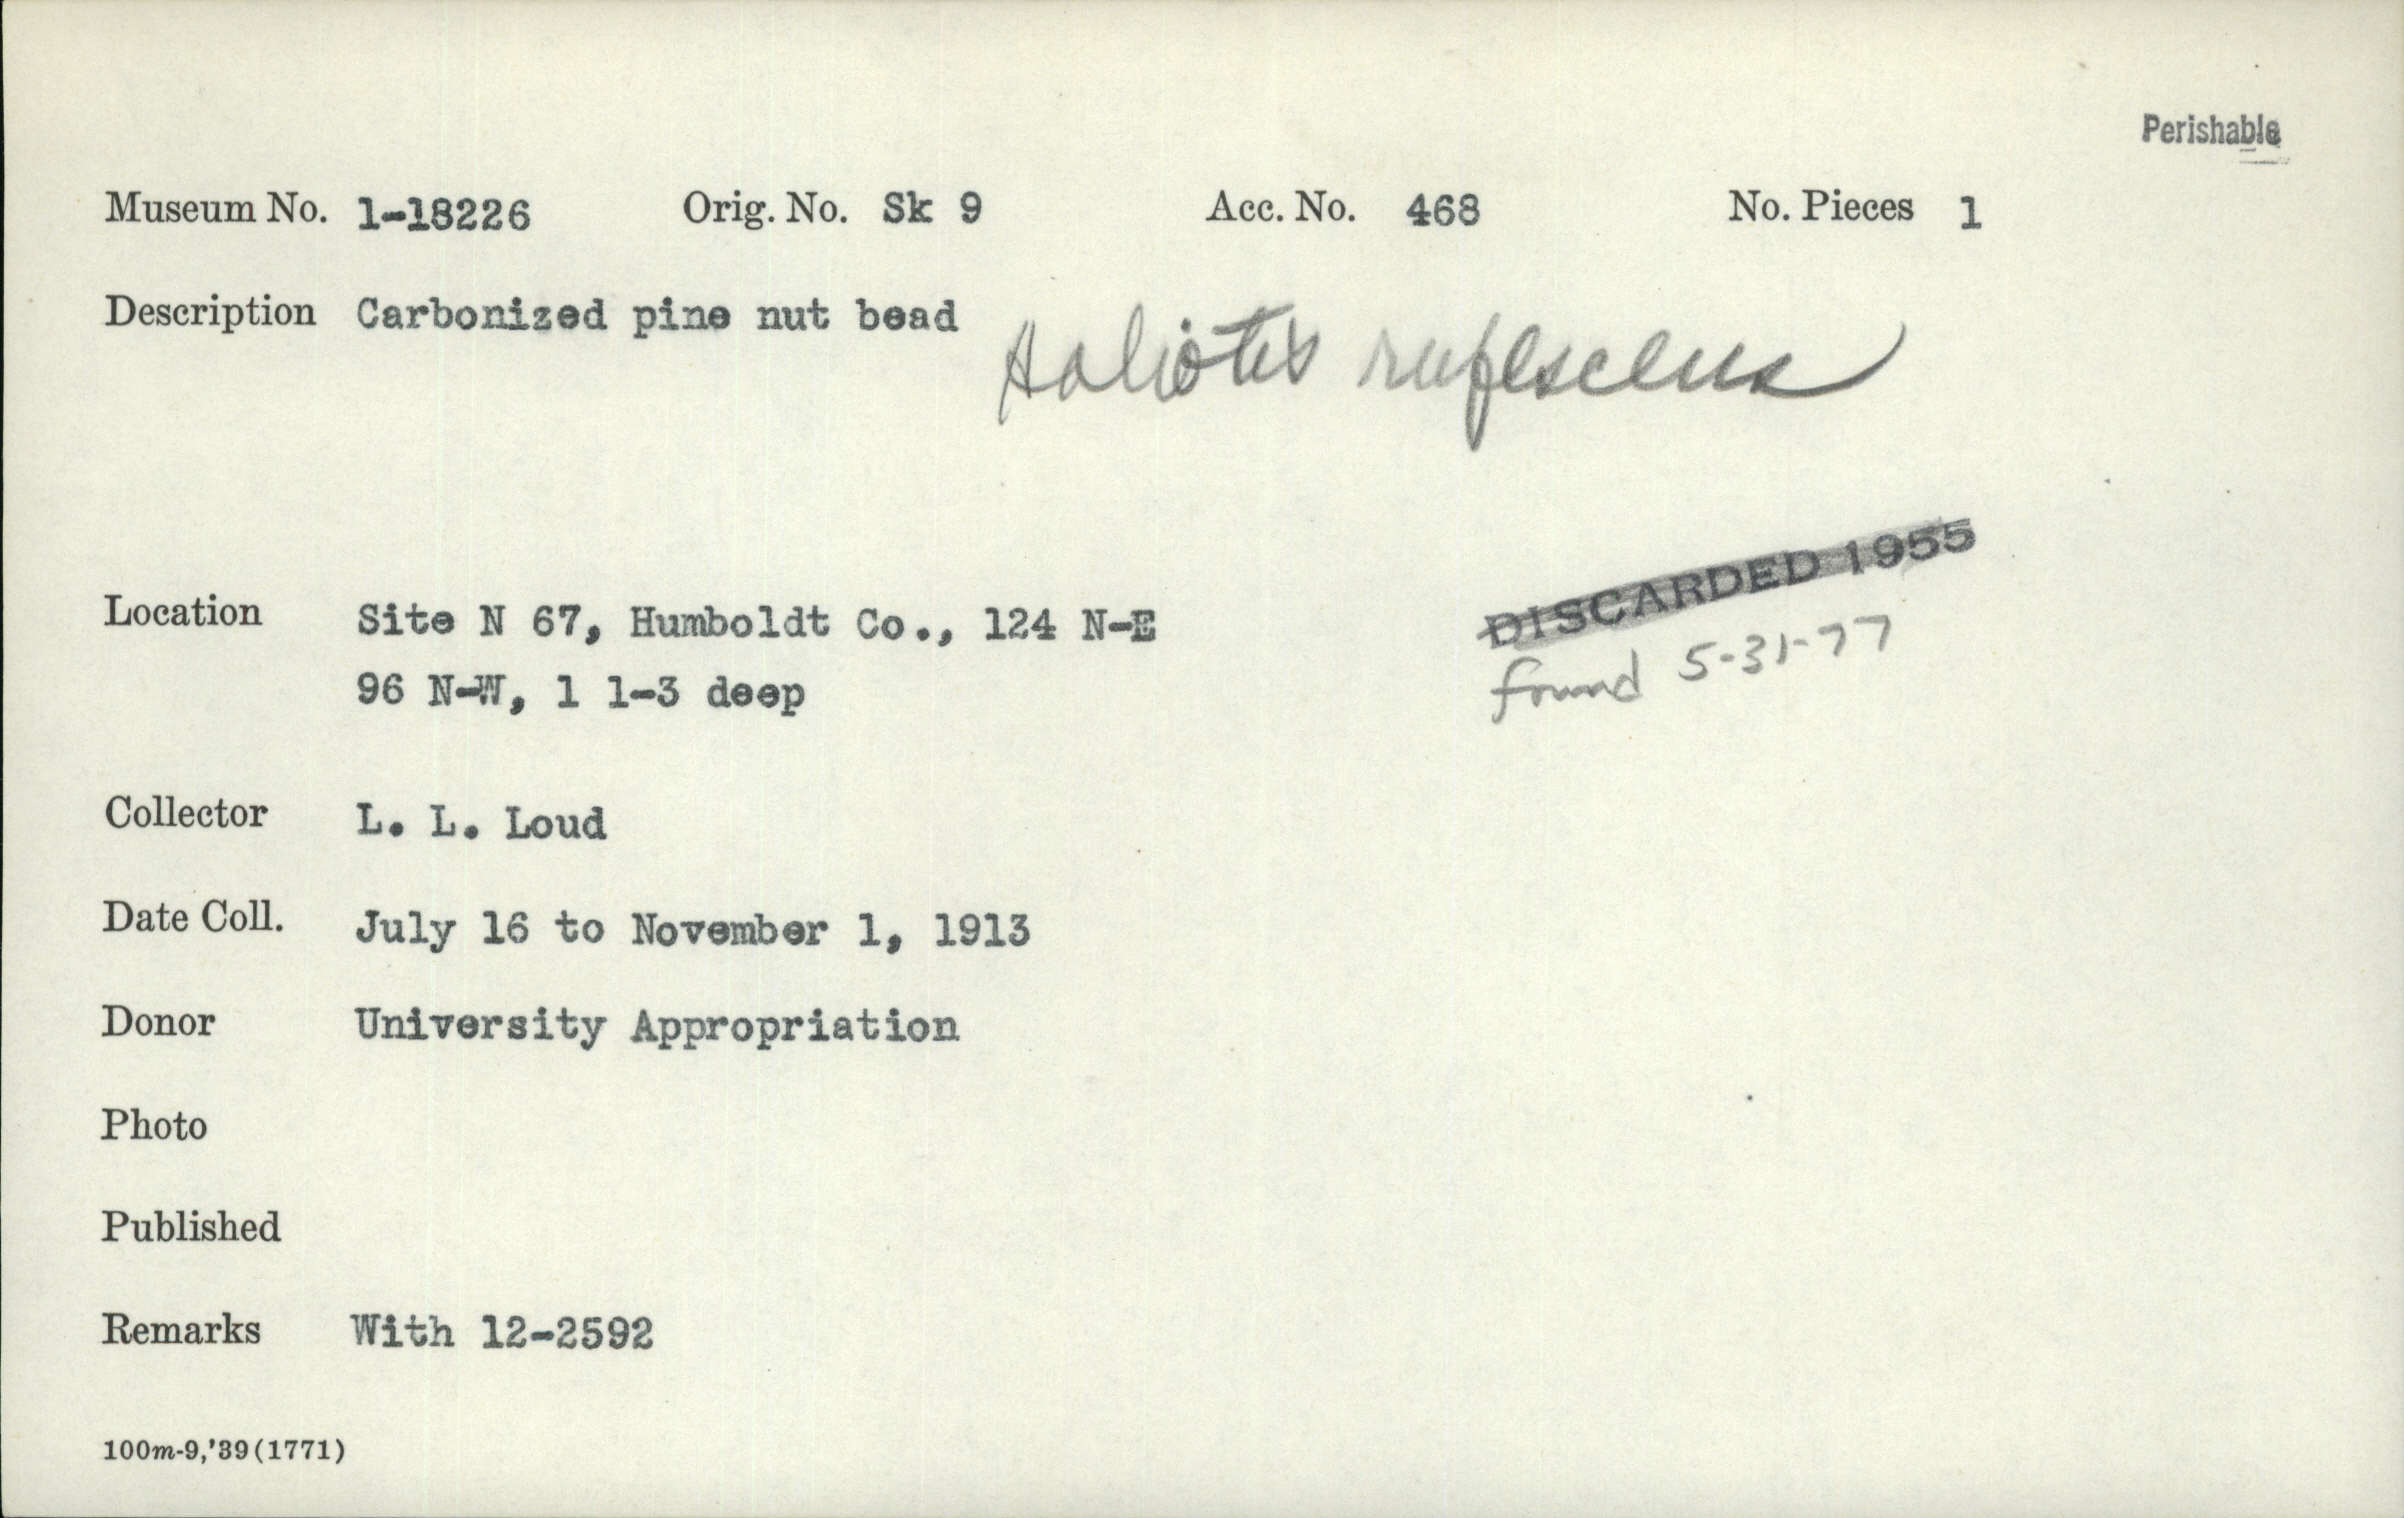 Perishable
Museum No. 1-18226 Orig. No. Sk 9 Acc. No. 468 No. Pieces 1
Description Carbonized pine nut bead
Haliotis rufescens
DISCARDED 1955
Location Site N 67, Humboldt Co., 124 N-E
found 5-31-77
96 N-W, 1 1-3 deep
Collector L. L. Loud
Date Coll. July 16 to November 1, 1913
Donor University Appropriation
Photo
Published
Remarks With 12-2592
100m-9,'39(1771)